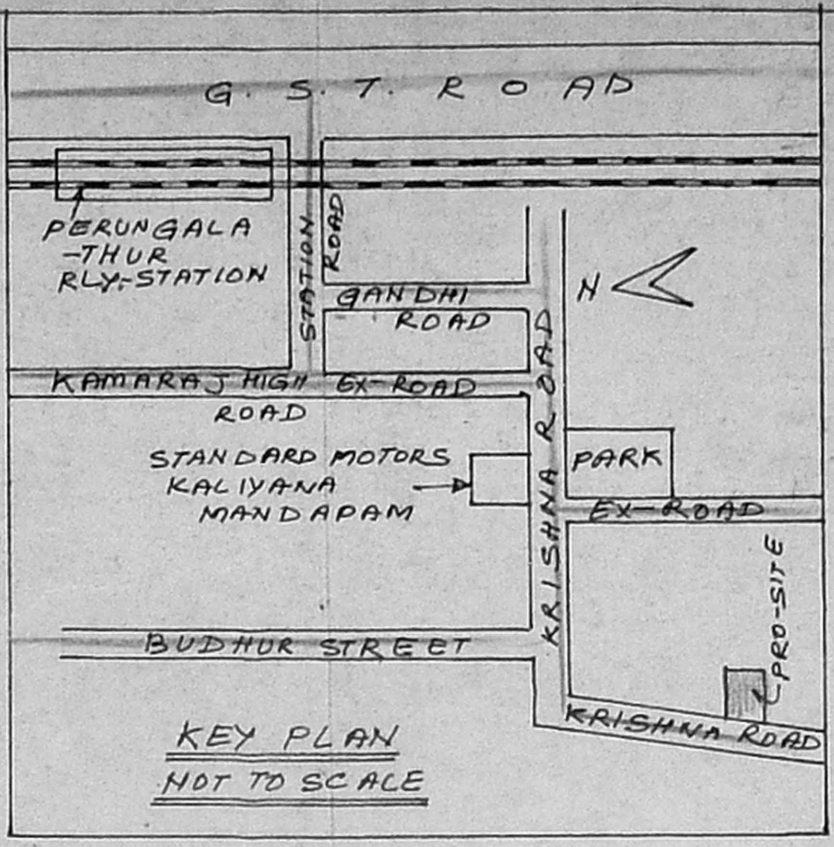 G. S. T. ROAD
PERUNGALA
-THUR
RLY-STATION
STATION
ROAD
GANDHI
ROAD
N
KAMARAJ HIGH
ROAD
EX-ROAD
STANDARD MOTORS
KALIYANA
MANDAPAM
KRISHNA ROAD
PARK
EX-ROAD
PRO-SITE
BUDHUR STREET
KRISHNA ROAD
KEY PLAN
NOT TO SCALE